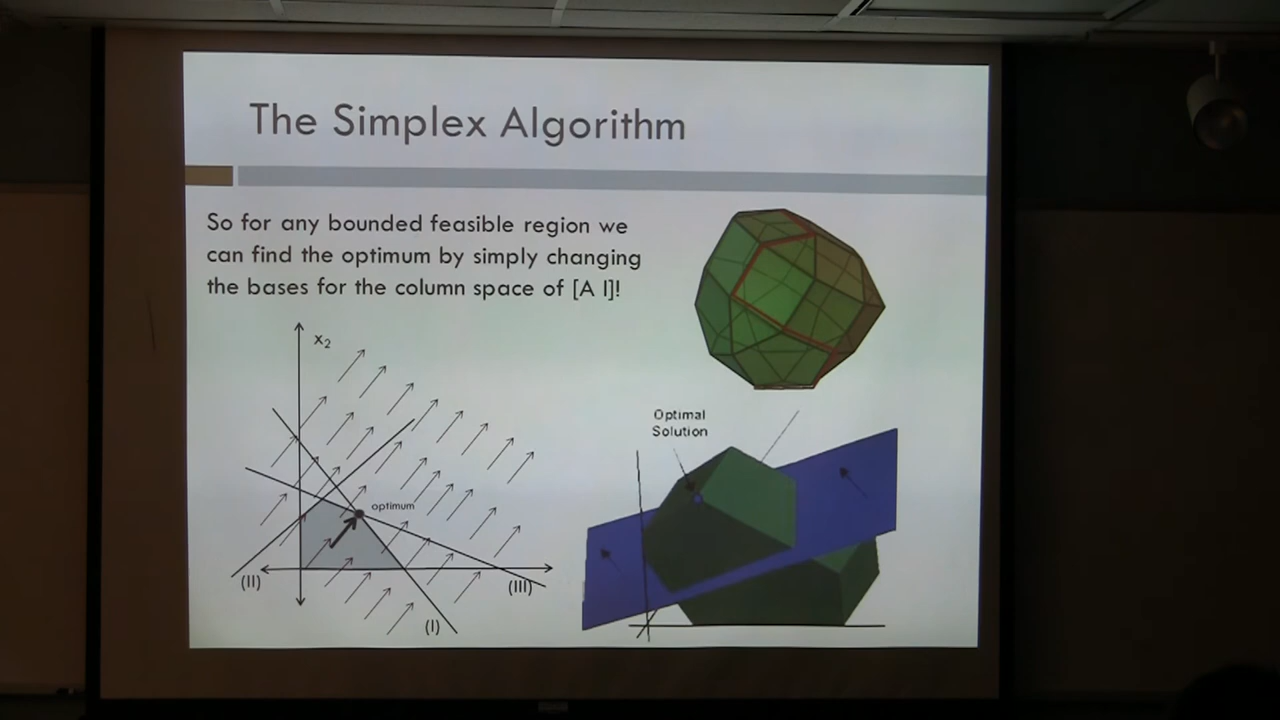 The Simplex Algorithm
So for any bounded feasible region we
can find the optimum by simply changing
the bases for the column space of [A I]!
x₂
optimum
(II)
(III)
(I)
Optimal
Solution